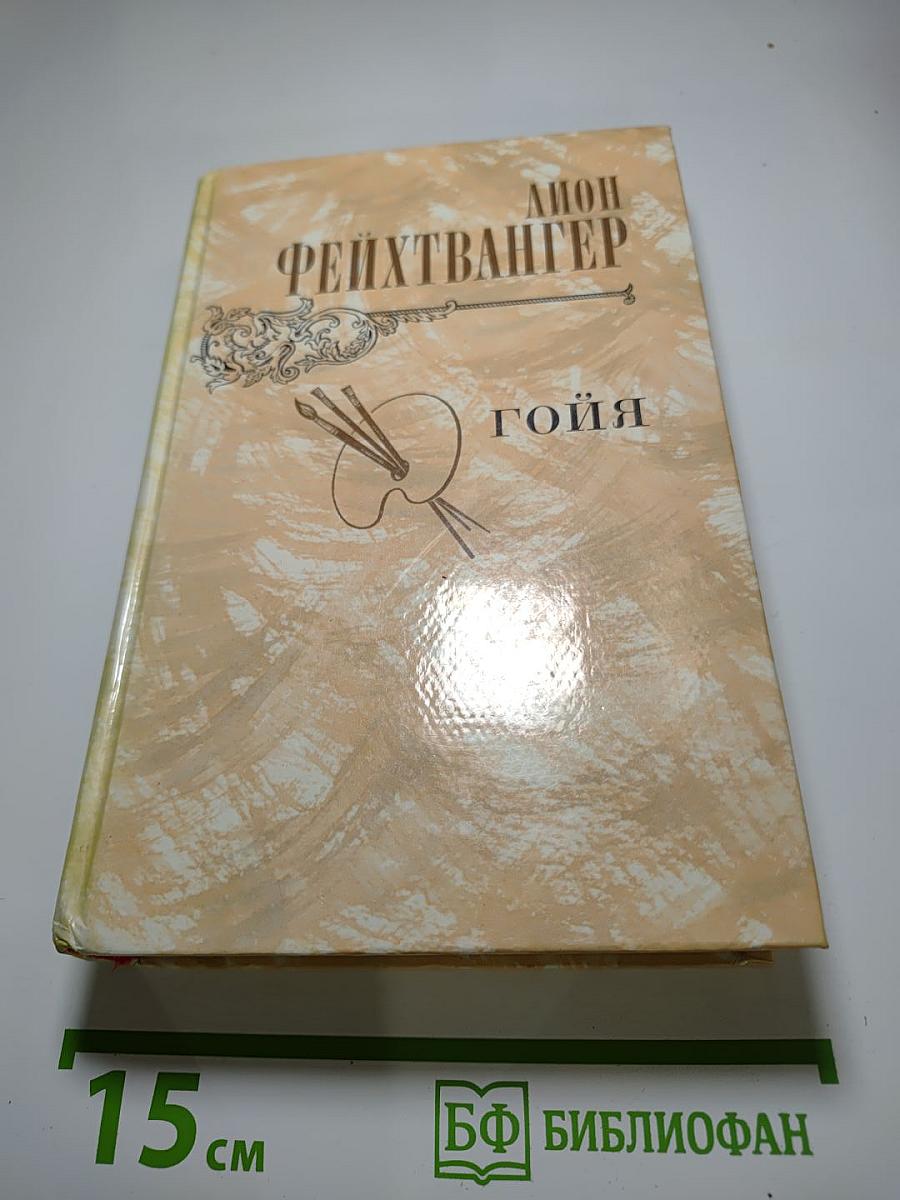 ЛИОН
ФЕЙХТВАНГЕР
ГОЙЯ
15 см
БФ БИБЛИОФАН